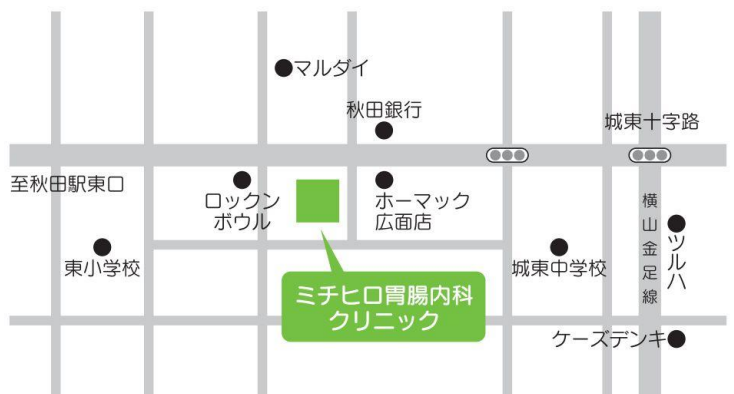 マルダイ
秋田銀行
城東十字路
至秋田駅東口
ロックン
ボウル
ホーマック
広面店
横山金足線
ツルハ
東小学校
城東中学校
ミチヒロ胃腸内科
クリニック
ケーズデンキ